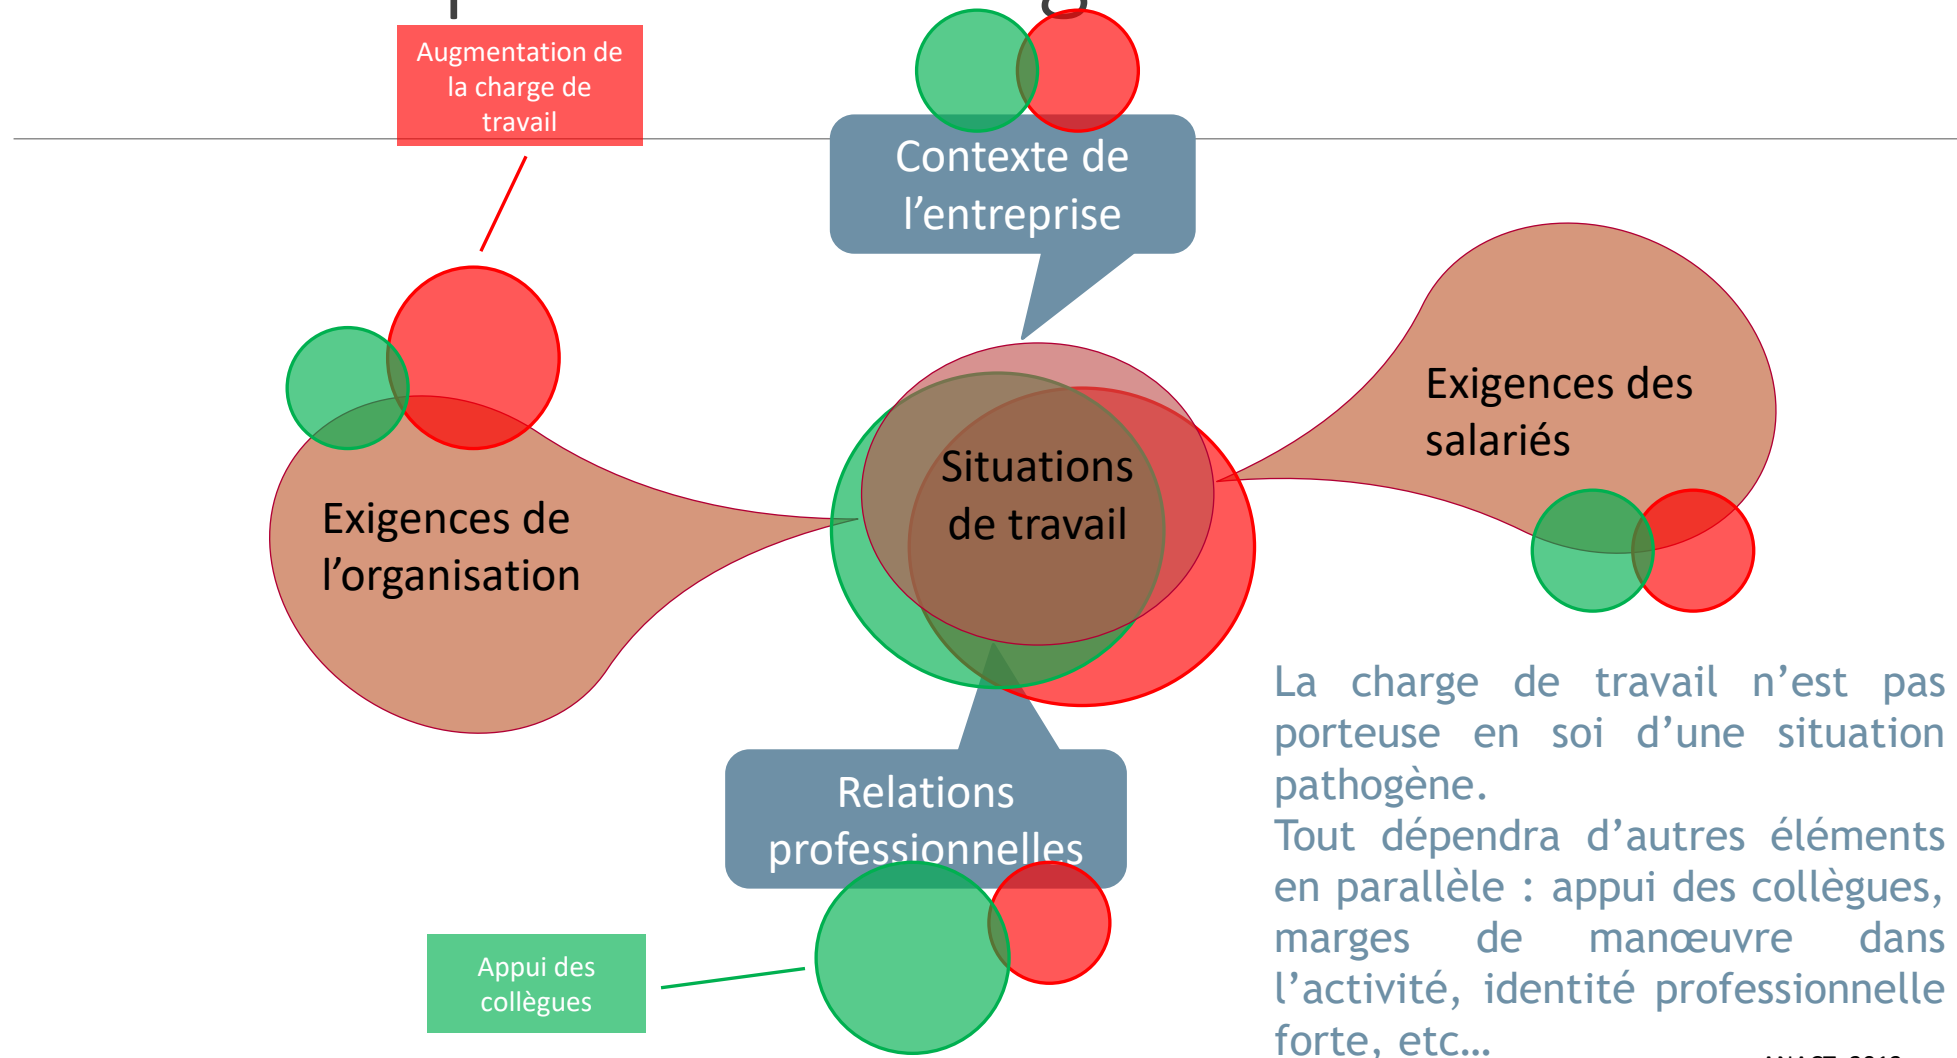 Augmentation de
la charge de
travail
Contexte de
l’entreprise
Exigences des
salariés
Situations
de travail
Exigences de
l’organisation
Relations
professionnelles
Appui des
collègues
La charge de travail n’est pas
porteuse en soi d’une situation
pathogène.
Tout dépendra d’autres éléments
en parallèle : appui des collègues,
marges de manœuvre dans
l’activité, identité professionnelle
forte, etc…